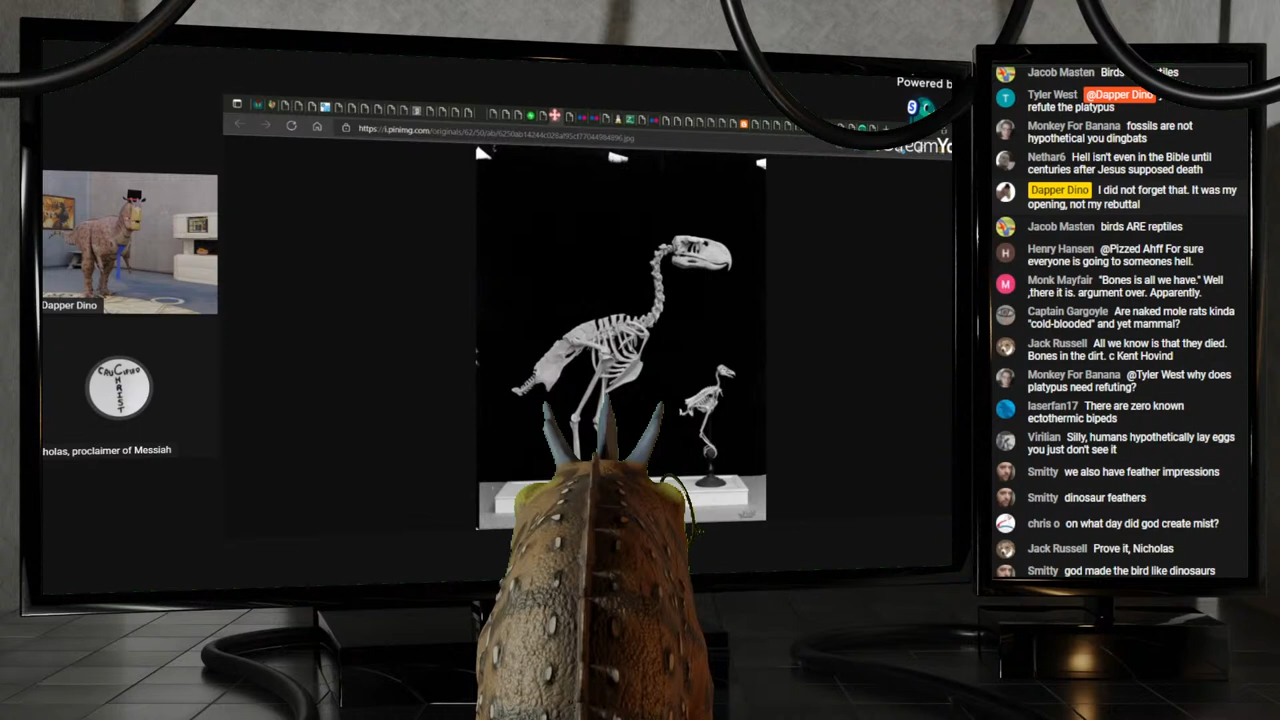 Powered by
https://i.pinimg.com/originals/62/50/ab/6250ab14244c028af95cf77044984896.jpg
Dapper Dino
CRUCIFIED
CHRIST
holas, proclaimer of Messiah
Jacob Masten Birds
Tyler West @Dapper Dino
refute the platypus
Monkey For Banana fossils are not
hypothetical you dingbats
Nethar6 Hell isn't even in the Bible until
centuries after Jesus supposed death
Dapper Dino I did not forget that. It was my
opening, not my rebuttal
Jacob Masten birds ARE reptiles
Henry Hansen @Pizzed Ahff For sure
everyone is going to someones hell.
Monk Mayfair "Bones is all we have." Well
,there it is. argument over. Apparently.
Captain Gargoyle Are naked mole rats kinda
"cold-blooded" and yet mammal?
Jack Russell All we know is that they died.
Bones in the dirt. c Kent Hovind
Monkey For Banana @Tyler West why does
platypus need refuting?
laserfan17 There are zero known
ectothermic bipeds
Virilian Silly, humans hypothetically lay eggs
you just don't see it
Smitty we also have feather impressions
Smitty dinosaur feathers
chris o on what day did god create mist?
Jack Russell Prove it, Nicholas
Smitty god made the bird like dinosaurs